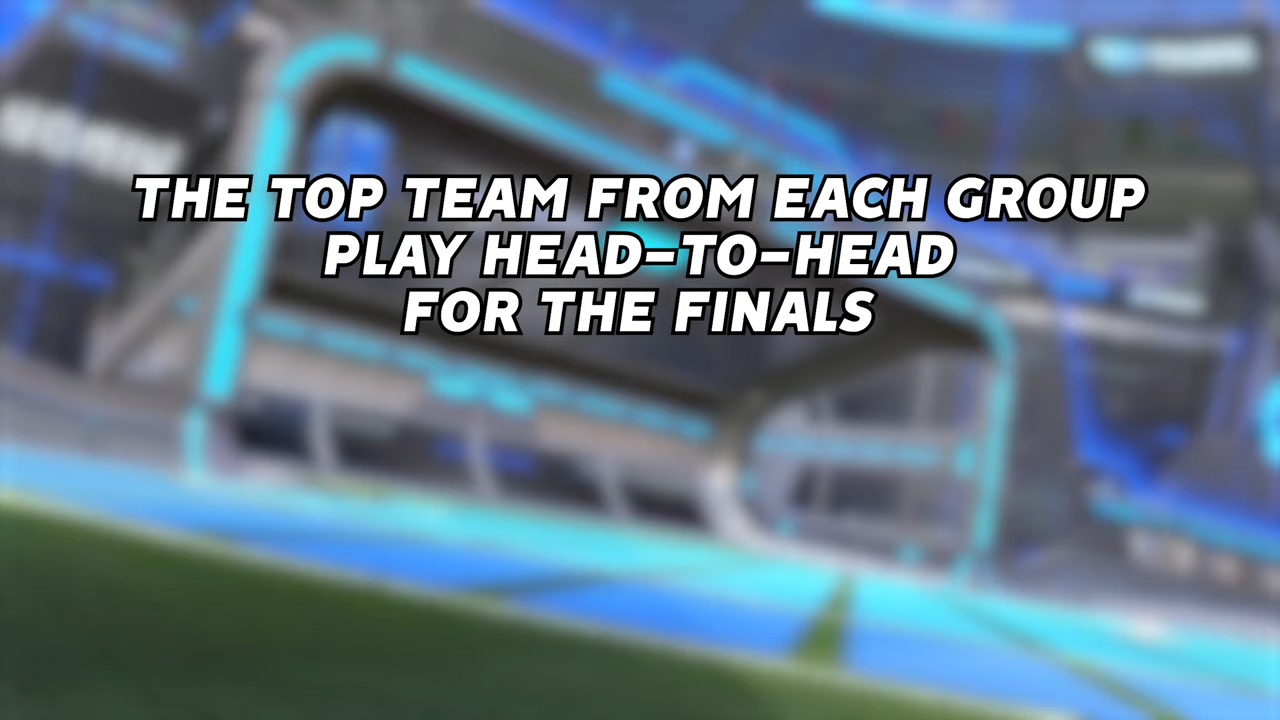 THE TOP TEAM FROM EACH GROUP
PLAY HEAD-TO-HEAD
FOR THE FINALS